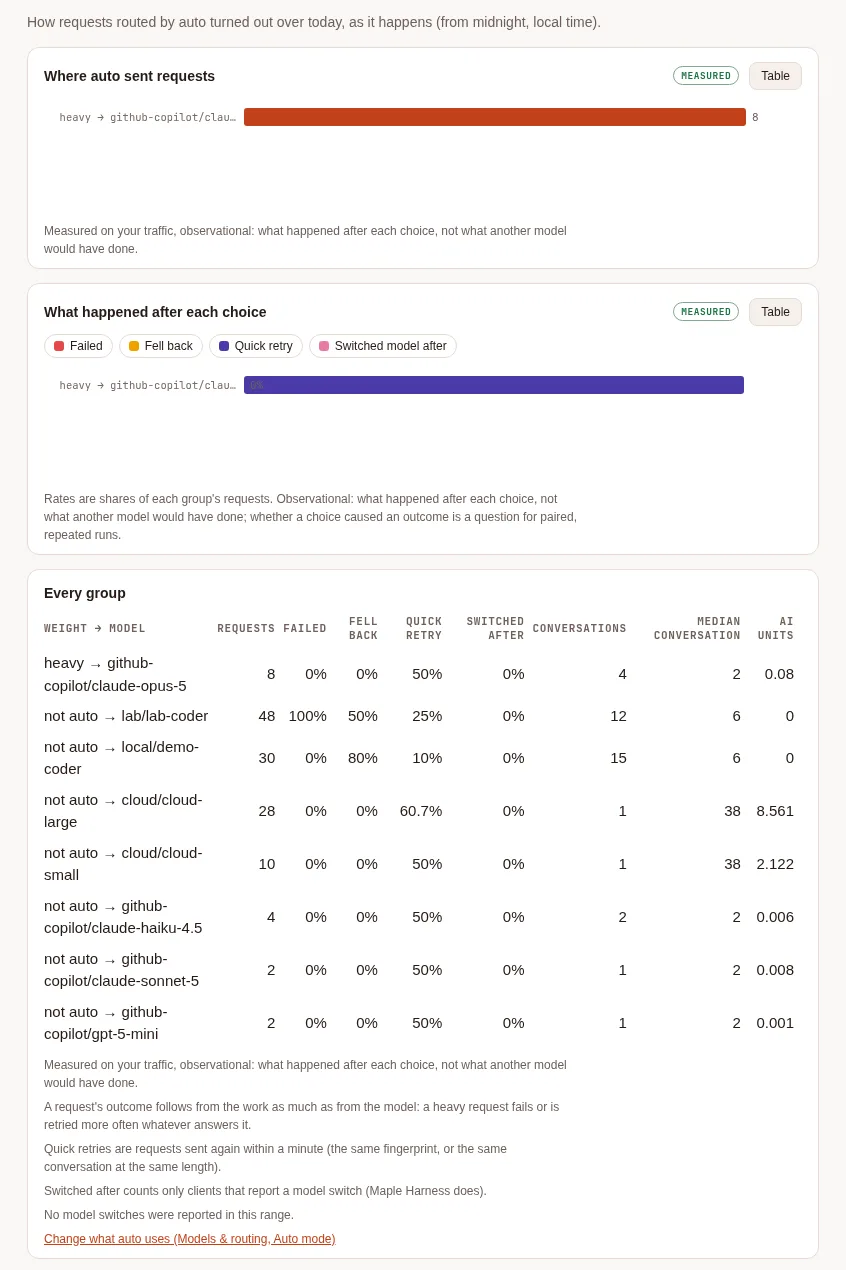 How requests routed by auto turned out over today, as it happens (from midnight, local time).
Where auto sent requests
MEASURED
Table
heavy → github-copilot/clau…
8
Measured on your traffic, observational: what happened after each choice, not what another model
would have done.
What happened after each choice
MEASURED
Table
Failed
Fell back
Quick retry
Switched model after
heavy → github-copilot/clau…
0%
Rates are shares of each group's requests. Observational: what happened after each choice, not
what another model would have done; whether a choice caused an outcome is a question for paired,
repeated runs.
Every group
WEIGHT → MODEL REQUESTS FAILED FELL BACK QUICK RETRY SWITCHED AFTER CONVERSATIONS MEDIAN CONVERSATION AI UNITS
heavy → github-
copilot/claude-opus-5 8 0% 0% 50% 0% 4 2 0.08
not auto → lab/lab-coder 48 100% 50% 25% 0% 12 6 0
not auto → local/demo-
coder 30 0% 80% 10% 0% 15 6 0
not auto → cloud/cloud-
large 28 0% 0% 60.7% 0% 1 38 8.561
not auto → cloud/cloud-
small 10 0% 0% 50% 0% 1 38 2.122
not auto → github-
copilot/claude-haiku-4.5 4 0% 0% 50% 0% 2 2 0.006
not auto → github-
copilot/claude-sonnet-5 2 0% 0% 50% 0% 1 2 0.008
not auto → github-
copilot/gpt-5-mini 2 0% 0% 50% 0% 1 2 0.001
Measured on your traffic, observational: what happened after each choice, not what another model
would have done.
A request's outcome follows from the work as much as from the model: a heavy request fails or is
retried more often whatever answers it.
Quick retries are requests sent again within a minute (the same fingerprint, or the same
conversation at the same length).
Switched after counts only clients that report a model switch (Maple Harness does).
No model switches were reported in this range.
Change what auto uses (Models & routing, Auto mode)